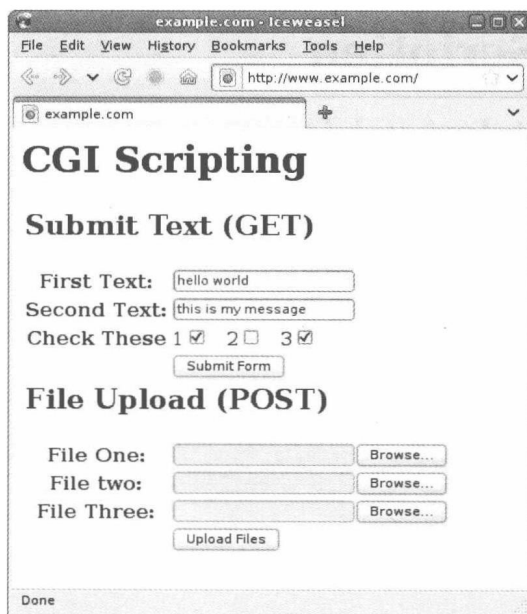 example.com - Iceweasel
File Edit View History Bookmarks Tools Help
http://www.example.com/
example.com
CGI Scripting
Submit Text (GET)
First Text: hello world
Second Text: this is my message
Check These 1 2 3
Submit Form
File Upload (POST)
File One: Browse...
File two: Browse...
File Three: Browse...
Upload Files
Done